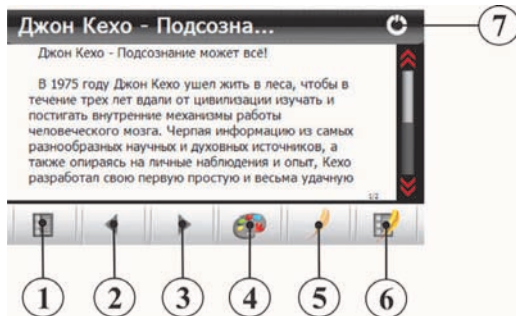 Джон Кехо - Подсозна...
7
Джон Кехо - Подсознание может всё!
В 1975 году Джон Кехо ушел жить в леса, чтобы в
течение трех лет вдали от цивилизации изучать и
постигать внутренние механизмы работы
человеческого мозга. Черпая информацию из самых
разнообразных научных и духовных источников, а
также опираясь на личные наблюдения и опыт, Кехо
разработал свою первую простую и весьма удачную
1/2
1 2 3 4 5 6